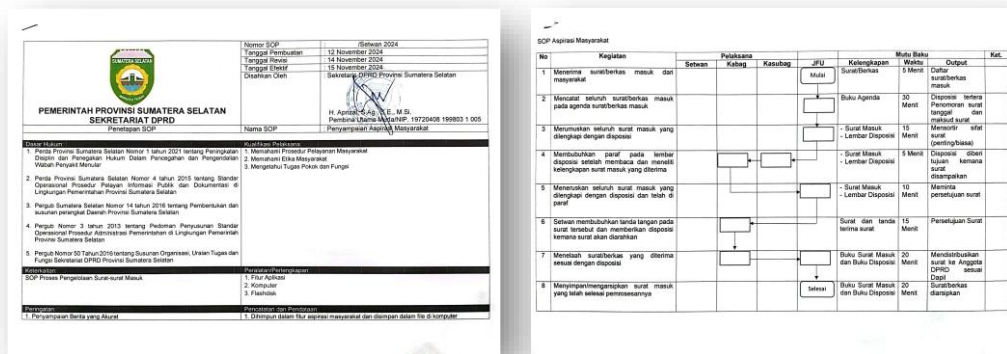 SUMATERA SELATAN
PEMERINTAH PROVINSI SUMATERA SELATAN
SEKRETARIAT DPRD
Penetapan SOP
Nomor SOP : /Setwan 2024
Tanggal Pembuatan : 12 November 2024
Tanggal Revisi : 14 November 2024
Tanggal Efektif : 15 November 2024
Disahkan Oleh : Sekretaris DPRD Provinsi Sumatera Selatan
H. Aprizal, S.Ag., S.E., M.Si.
Pembina Utama Muda/NIP. 19720408 199803 1 005
Nama SOP : Penyampaian Aspirasi Masyarakat
Dasar Hukum :
1. Perda Provinsi Sumatera Selatan Nomor 1 tahun 2021 tentang Peningkatan
Disiplin dan Penegakan Hukum Dalam Pencegahan dan Pengendalian
Wabah Penyakit Menular
2. Perda Provinsi Sumatera Selatan Nomor 4 tahun 2015 tentang Standar
Operasional Prosedur Pelayan Informasi Publik dan Dokumentasi di
Lingkungan Pemerintahan Provinsi Sumatera Selatan
3. Pergub Sumatera Selatan Nomor 14 tahun 2016 tentang Pembentukan dan
susunan perangkat Daerah Provinsi Sumatera Selatan
4. Pergub Nomor 3 tahun 2013 tentang Pedoman Penyusunan Standar
Operasional Prosedur Administrasi Pemerintahan di Lingkungan Pemerintah
Provinsi Sumatera Selatan
5. Pergub Nomor 50 Tahun 2016 tentang Susunan Organisasi, Uraian Tugas dan
Fungsi Sekretariat DPRD Provinsi Sumatera Selatan
Kualifikasi Pelaksana:
1. Memahami Prosedur Pelayanan Masyarakat
2. Memahami Etika Masyarakat
3. Mengetahui Tugas Pokok dan Fungsi
Keterkaitan:
SOP Proses Pengelolaan Surat-surat Masuk
Peralatan/Perlengkapan
1. Fitur Aplikasi
2. Komputer
3. Flashdisk
Peringatan:
1. Penyampaian Berita yang Akurat
Pencatatan dan Pendataan
1. Dihimpun dalam fitur aspirasi masyarakat dan disimpan dalam file di komputer
SOP Aspirasi Masyarakat
No Kegiatan Pelaksana Mutu Baku Ket.
Setwan Kabag Kasubag JFU Kelengkapan Waktu Output
1 Menerima surat/berkas masuk dari
masyarakat
Mulai
Surat/Berkas
5 Menit
Daftar
surat/berkas
masuk
2 Mencatat seluruh surat/berkas masuk
pada agenda surat/berkas masuk
Buku Agenda
30
Menit
Disposisi tertera
Penomoran surat
tanggal dan
maksud surat
3 Merumuskan seluruh surat masuk yang
dilengkapi dengan disposisi
- Surat Masuk
- Lembar Disposisi
15
Menit
Mensortir sifat
surat
(penting/biasa)
4 Membubuhkan paraf pada lembar
disposisi setelah membaca dan meneliti
kelengkapan surat masuk yang diterima
- Surat Masuk
- Lembar Disposisi
5 Menit
Disposisi diberi
tujuan kemana
surat
disampaikan
5 Meneruskan seluruh surat masuk yang
dilengkapi dengan disposisi dan telah di
paraf
- Surat Masuk
- Lembar Disposisi
10
Menit
Meminta
persetujuan surat
6 Setwan membubuhkan tanda tangan pada
surat tersebut dan memberikan disposisi
kemana surat akan diarahkan
Surat dan tanda
terima surat
15
Menit
Persetujuan Surat
7 Menelaah surat/berkas yang diterima
sesuai dengan disposisi
Buku Surat Masuk
dan Buku Disposisi
20
Menit
Mendistribusikan
surat ke Anggota
DPRD sesuai
Dapil
8 Menyimpan/mengarsipkan surat masuk
yang telah selesai pemrosesannya
Selesai
Buku Surat Masuk
dan Buku Disposisi
20
Menit
Surat/berkas
diarsipkan